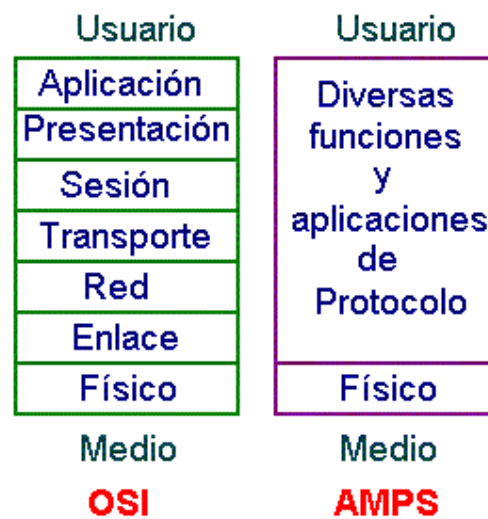 Usuario
Aplicación
Presentación
Sesión
Transporte
Red
Enlace
Físico
Medio
OSI
Usuario
Diversas
funciones
y
aplicaciones
de
Protocolo
Físico
Medio
AMPS